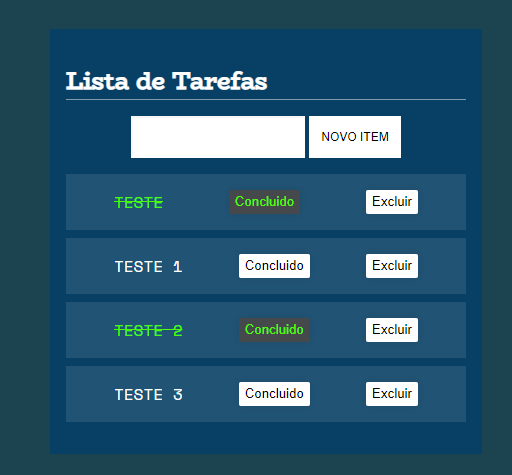 Lista de Tarefas
NOVO ITEM
TESTE Concluido Excluir
TESTE 1 Concluido Excluir
TESTE 2 Concluido Excluir
TESTE 3 Concluido Excluir